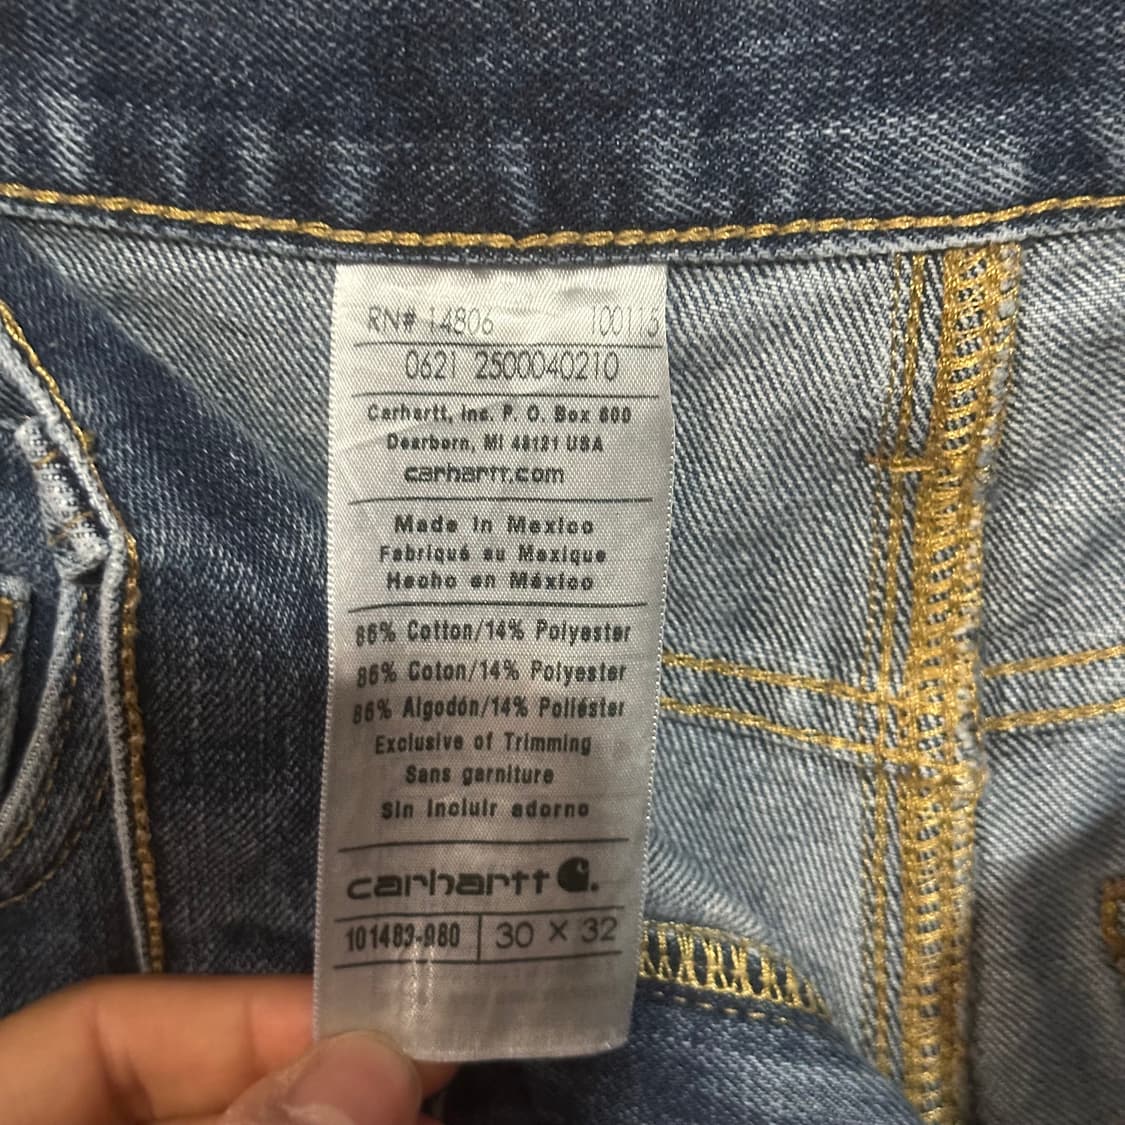 RN# 14806 100115
0621 2500040210
Carhartt, Inc. P. O. Box 600
Dearborn, MI 48121 USA
carhartt.com
Made in Mexico
Fabriqué au Mexique
Hecho en México
86% Cotton/14% Polyester
86% Coton/14% Polyester
86% Algodón/14% Poliéster
Exclusive of Trimming
Sans garniture
Sin incluir adorno
carhartt
101483-980 30 X 32